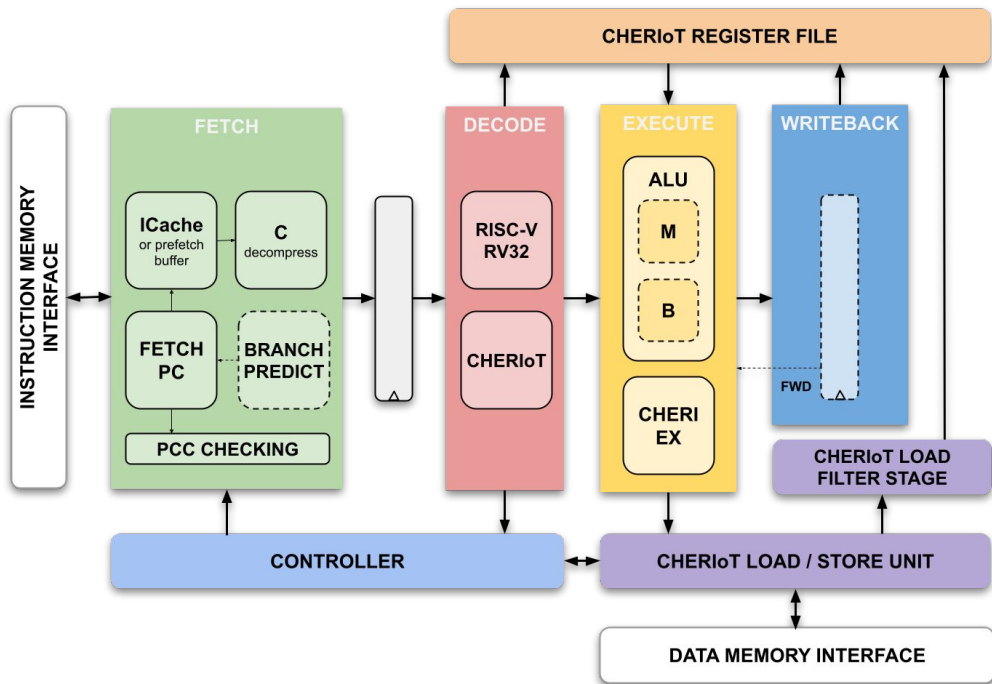 CHERIoT REGISTER FILE
INSTRUCTION MEMORY
INTERFACE
FETCH
ICache
or prefetch
buffer
C
decompress
FETCH
PC
BRANCH
PREDICT
PCC CHECKING
DECODE
RISC-V
RV32
CHERIoT
EXECUTE
ALU
M
B
CHERI
EX
WRITEBACK
FWD
CHERIoT LOAD
FILTER STAGE
CONTROLLER
CHERIoT LOAD / STORE UNIT
DATA MEMORY INTERFACE